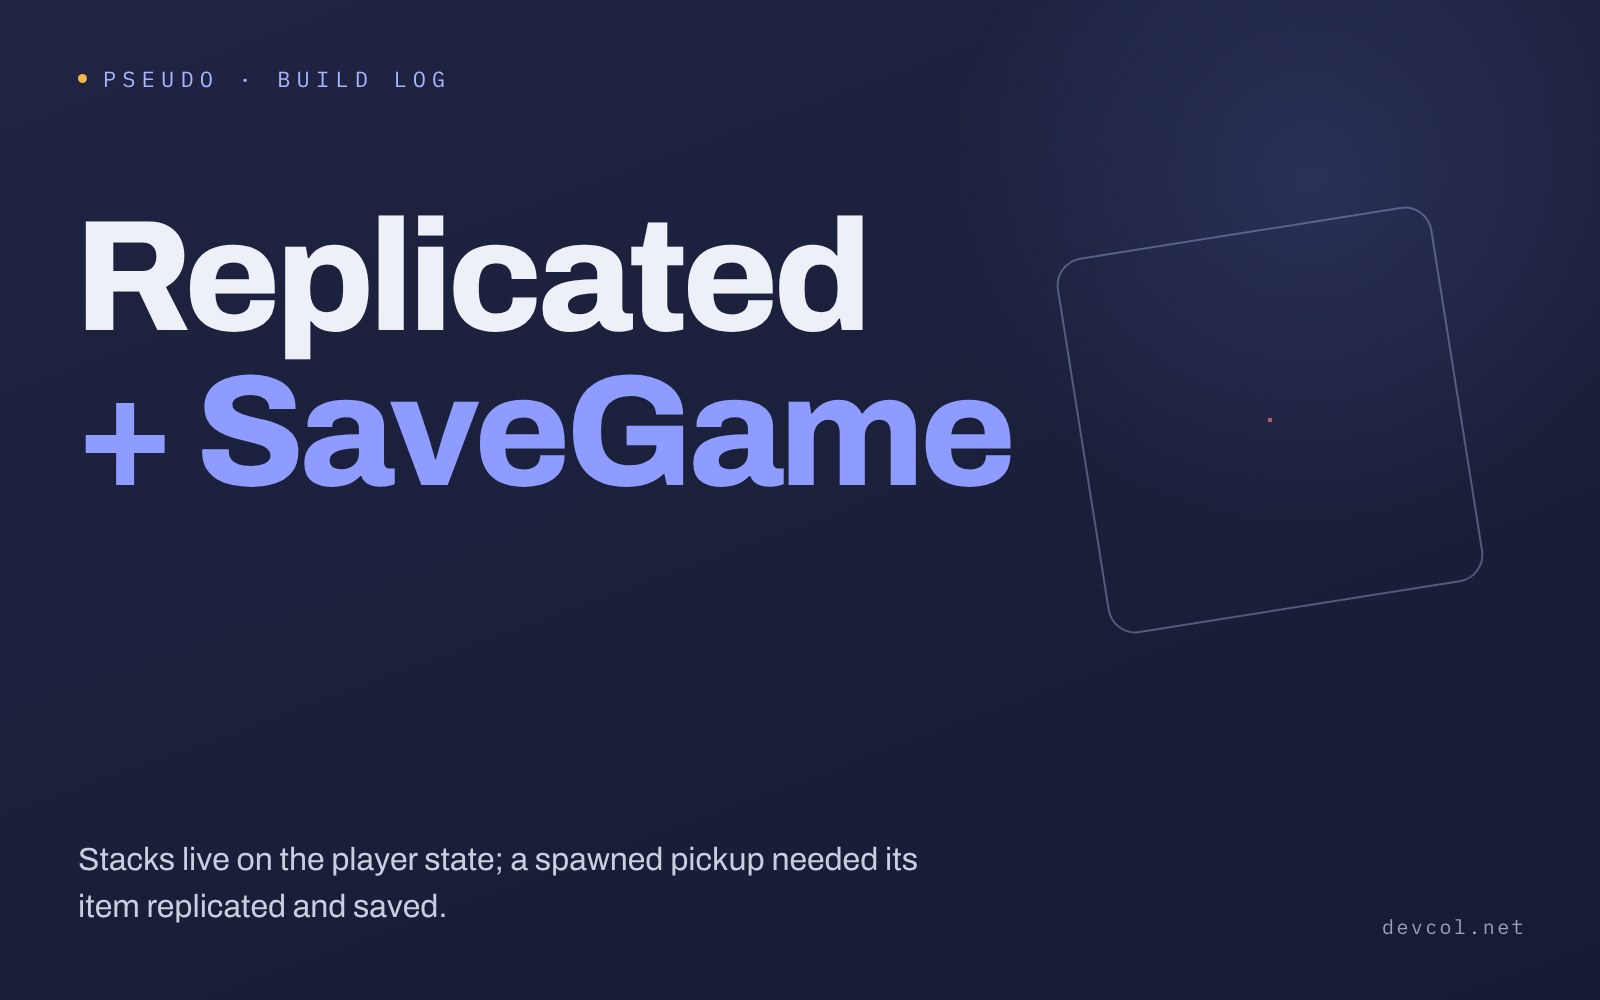 PSEUDO · BUILD LOG
Replicated
+ SaveGame
Stacks live on the player state; a spawned pickup needed its
item replicated and saved.
devcol.net